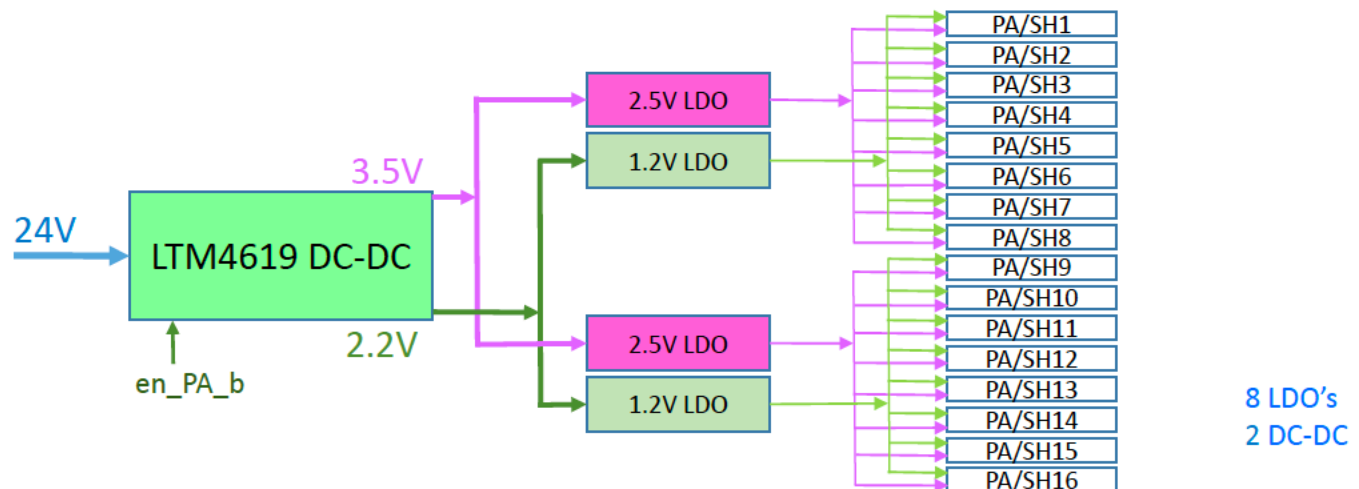 24V
LTM4619 DC-DC
en_PA_b
3.5V
2.2V
2.5V LDO
1.2V LDO
2.5V LDO
1.2V LDO
PA/SH1
PA/SH2
PA/SH3
PA/SH4
PA/SH5
PA/SH6
PA/SH7
PA/SH8
PA/SH9
PA/SH10
PA/SH11
PA/SH12
PA/SH13
PA/SH14
PA/SH15
PA/SH16
8 LDO’s
2 DC-DC